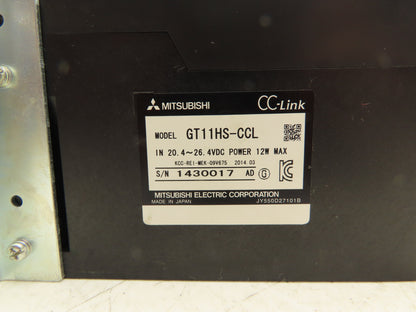 MITSUBISHI CC-Link
MODEL GT11HS-CCL
IN 20.4～26.4VDC POWER 12W MAX
KCC-REI-MEK-09V675 2014.03
S/N 1430017 AD G
MITSUBISHI ELECTRIC CORPORATION
MADE IN JAPAN JY550D27101B